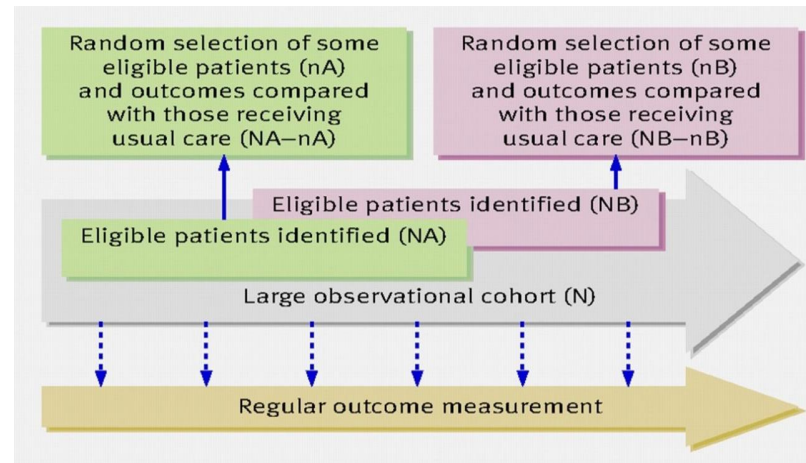 Random selection of some
eligible patients (nA)
and outcomes compared
with those receiving
usual care (NA–nA)
Random selection of some
eligible patients (nB)
and outcomes compared
with those receiving
usual care (NB–nB)
Eligible patients identified (NB)
Eligible patients identified (NA)
Large observational cohort (N)
Regular outcome measurement